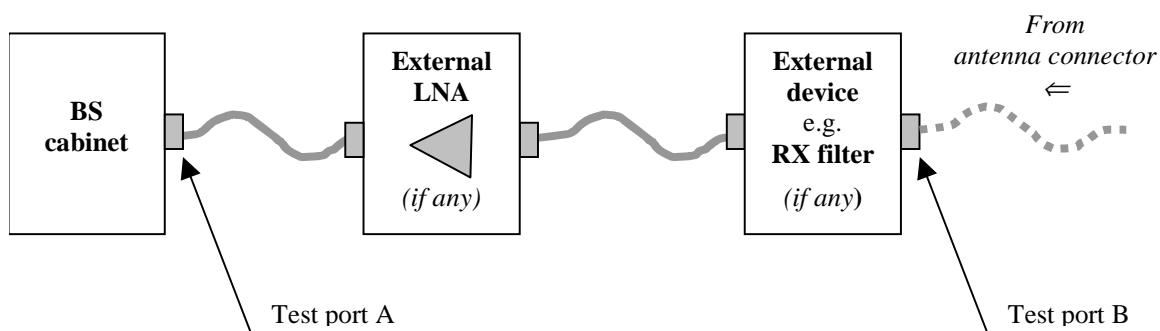 BS
cabinet
External
LNA
(if any)
External
device
e.g.
RX filter
(if any)
From
antenna connector
⇐
Test port A
Test port B